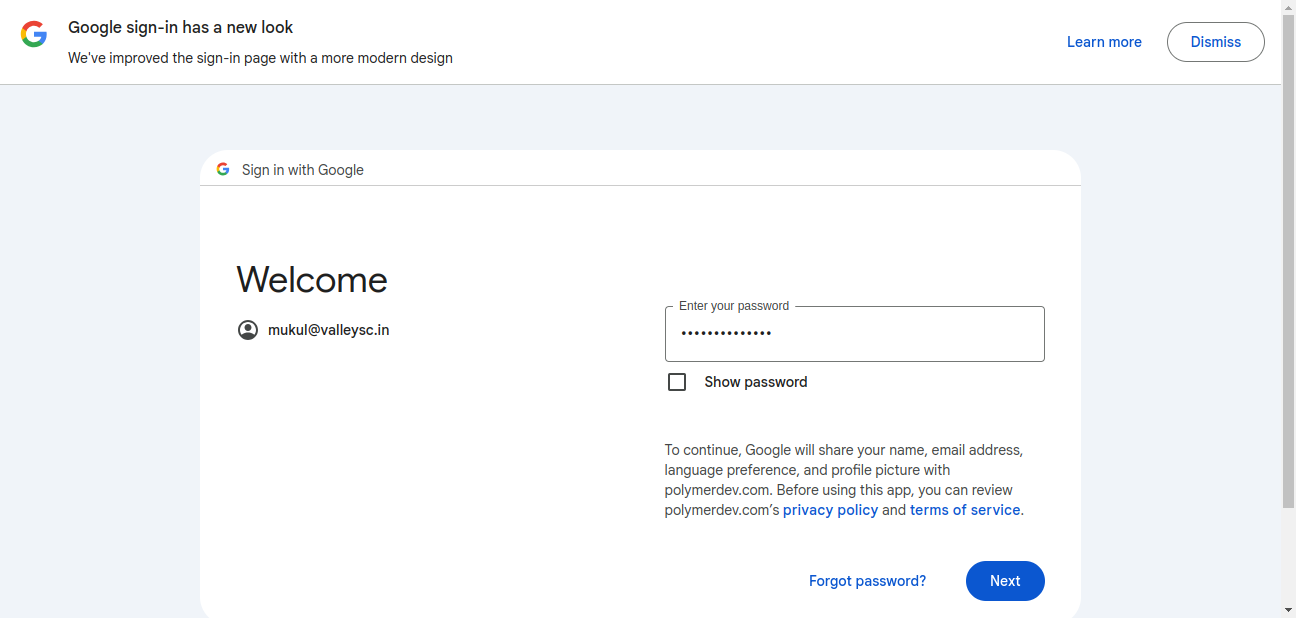 Google sign-in has a new look
We've improved the sign-in page with a more modern design
Learn more
Dismiss
Sign in with Google
Welcome
mukul@valleysc.in
Enter your password
••••••••••••••
Show password
To continue, Google will share your name, email address,
language preference, and profile picture with
polymerdev.com. Before using this app, you can review
polymerdev.com’s privacy policy and terms of service.
Forgot password?
Next